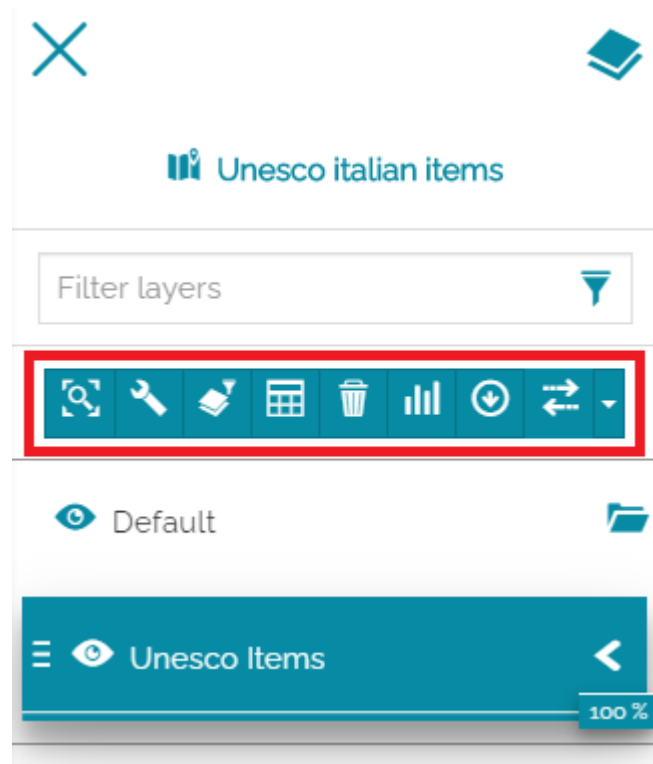 Unesco italian items
Filter layers
Default
Unesco Items
100 %